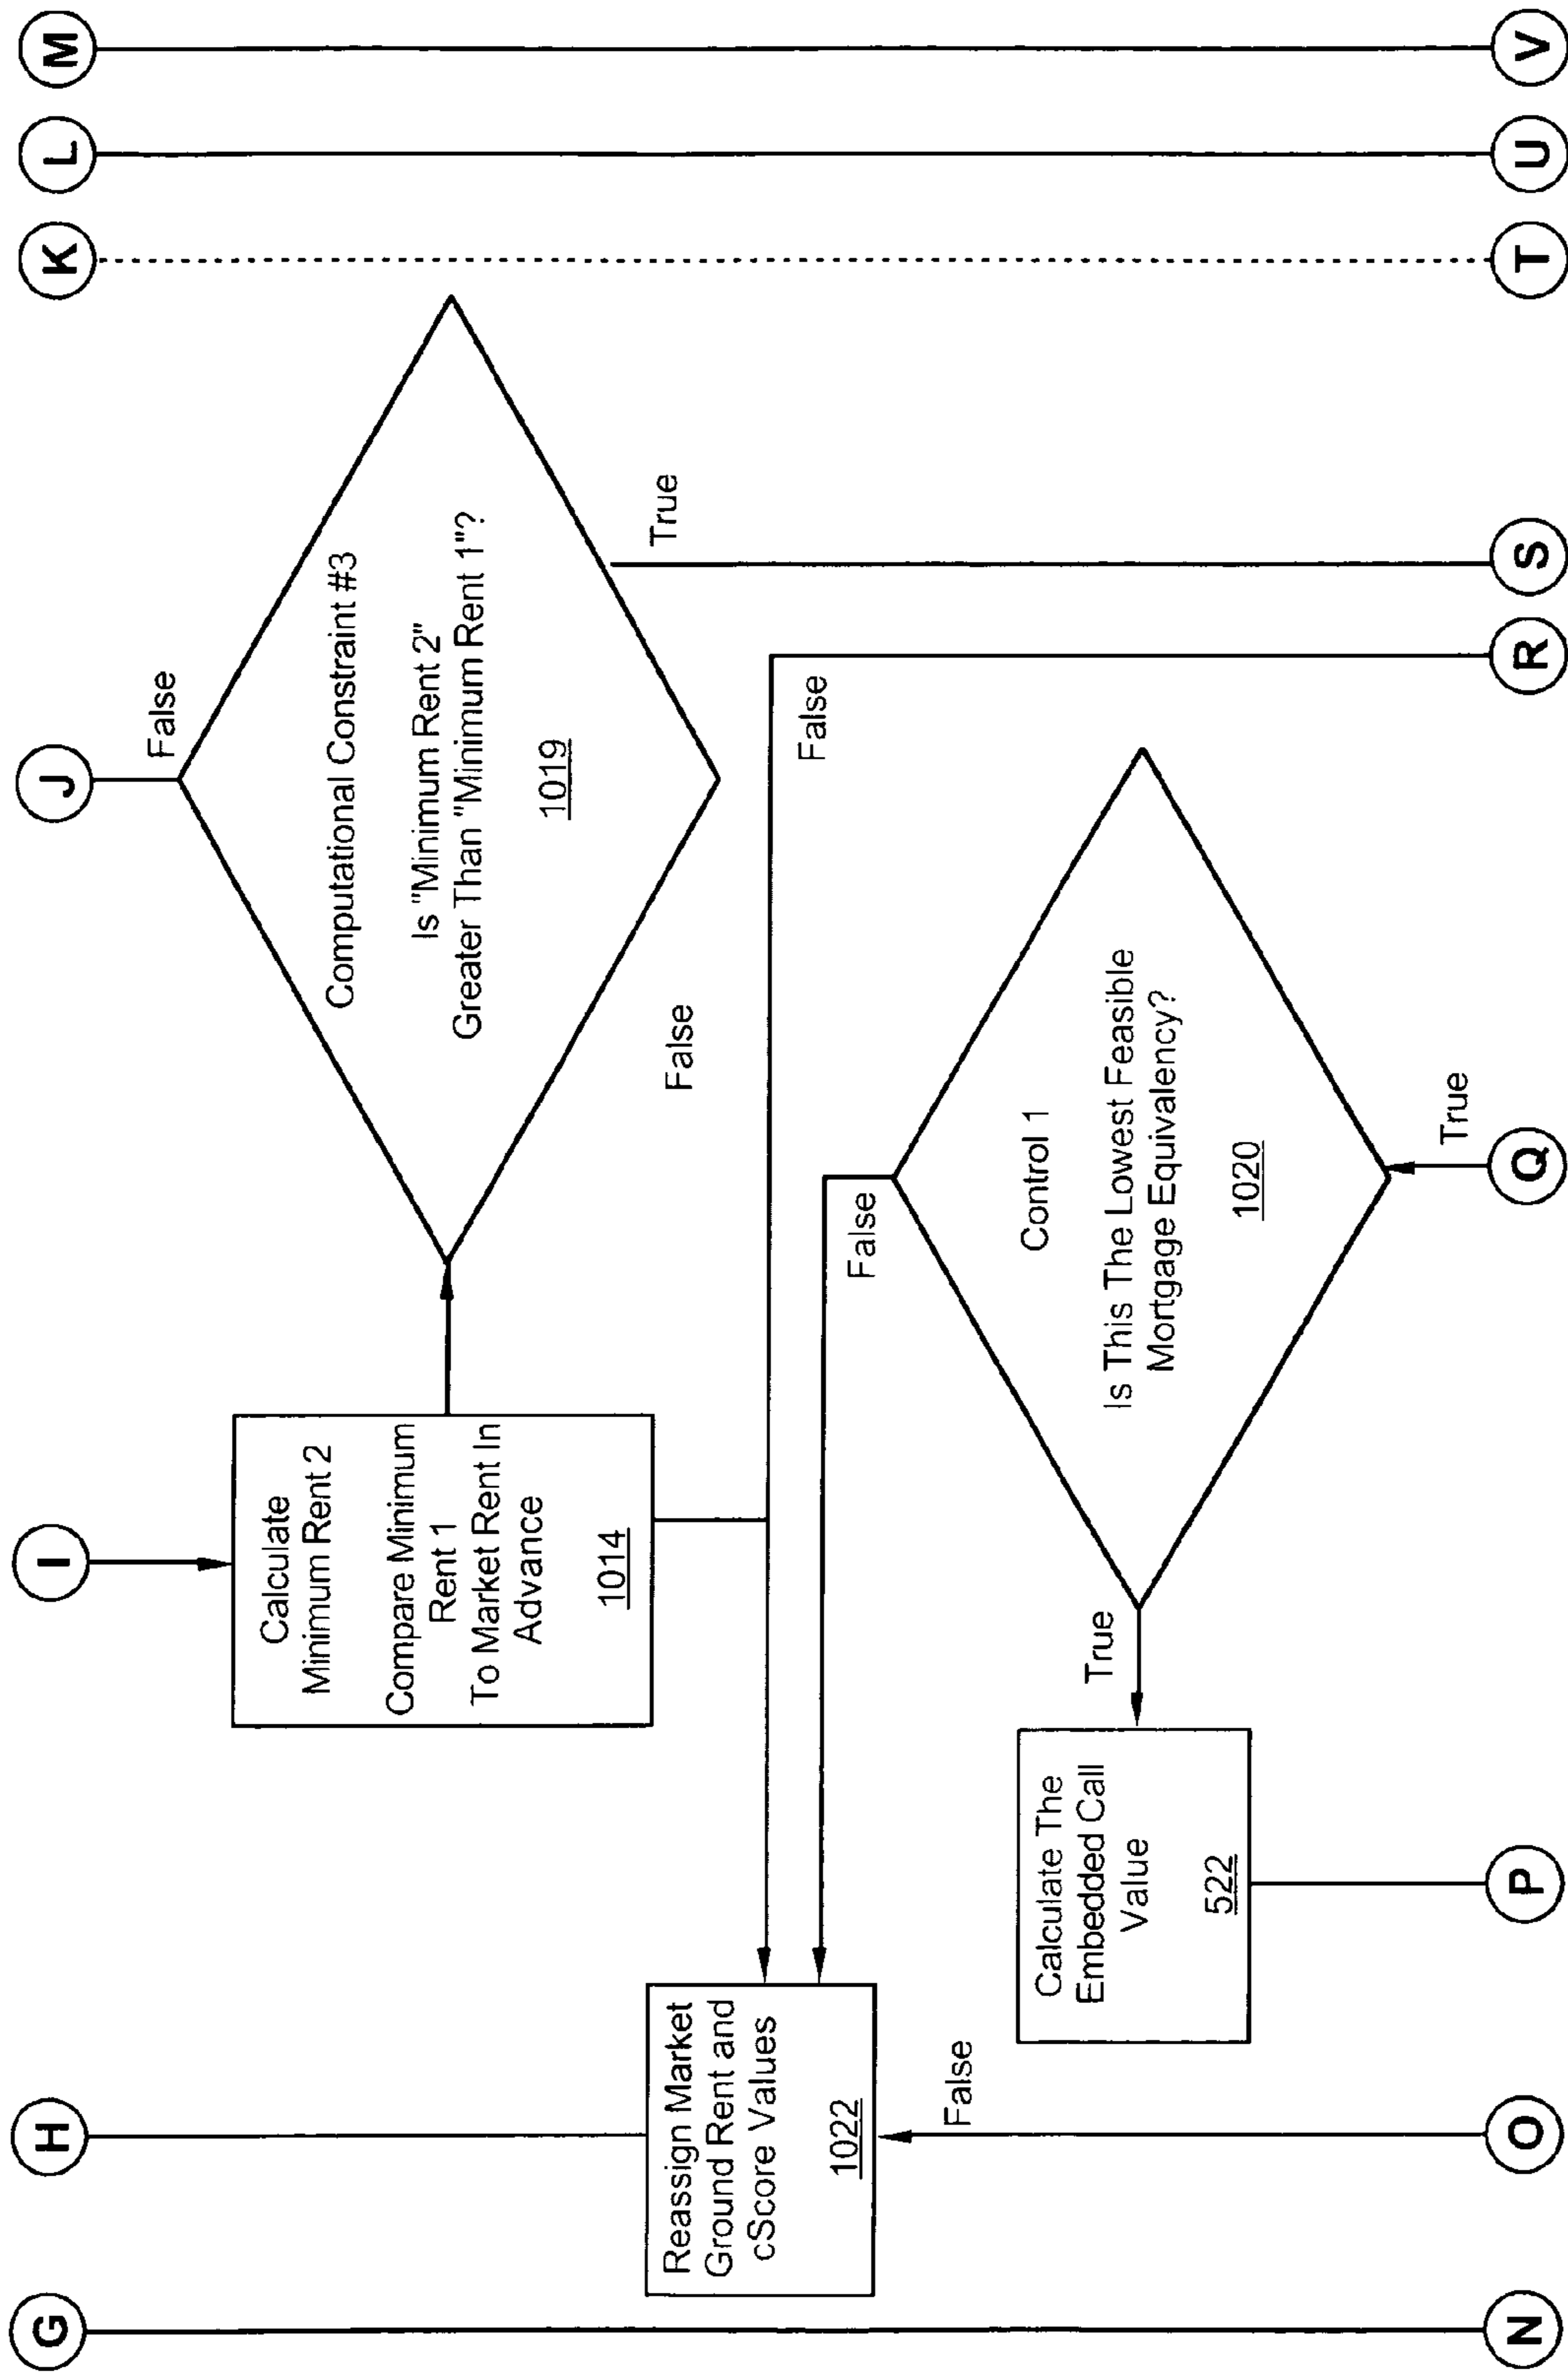 G
H
I
J
K
L
M
Calculate
Minimum Rent 2
Compare Minimum
Rent 1
To Market Rent In
Advance
1014
False
Computational Constraint #3
Is "Minimum Rent 2"
Greater Than "Minimum Rent 1"?
1019
False
True
False
Reassign Market
Ground Rent and
cScore Values
1022
False
False
Control 1
Is This The Lowest Feasible
Mortgage Equivalency?
1020
True
True
Calculate The
Embedded Call
Value
522
N
O
P
Q
R
S
T
U
V